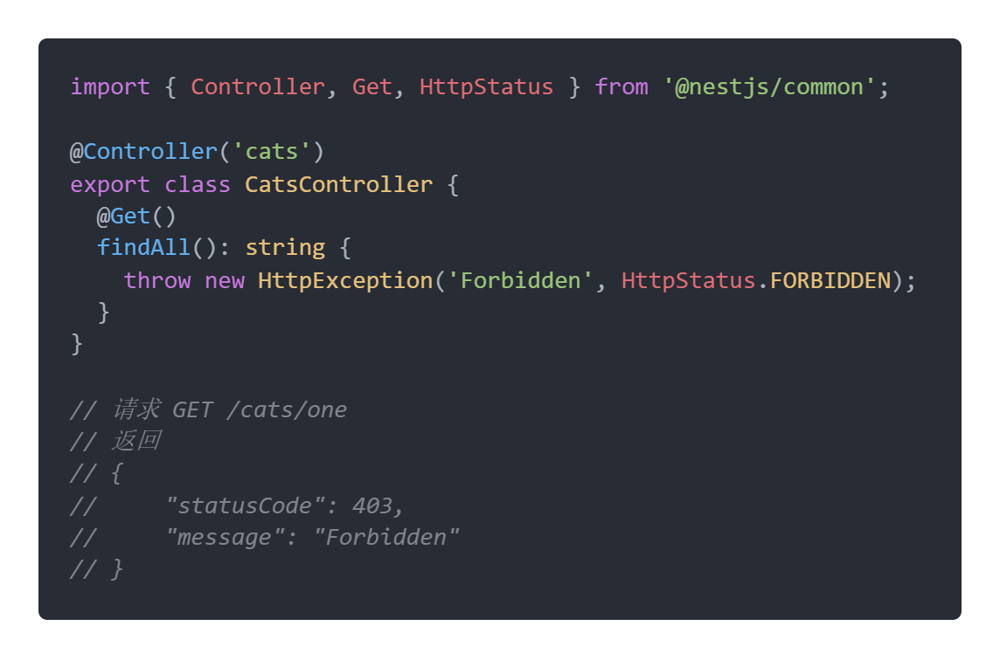 import { Controller, Get, HttpStatus } from '@nestjs/common';

@Controller('cats')
export class CatsController {
  @Get()
  findAll(): string {
    throw new HttpException('Forbidden', HttpStatus.FORBIDDEN);
  }
}

// 请求 GET /cats/one
// 返回
// {
//     "statusCode": 403,
//     "message": "Forbidden"
// }